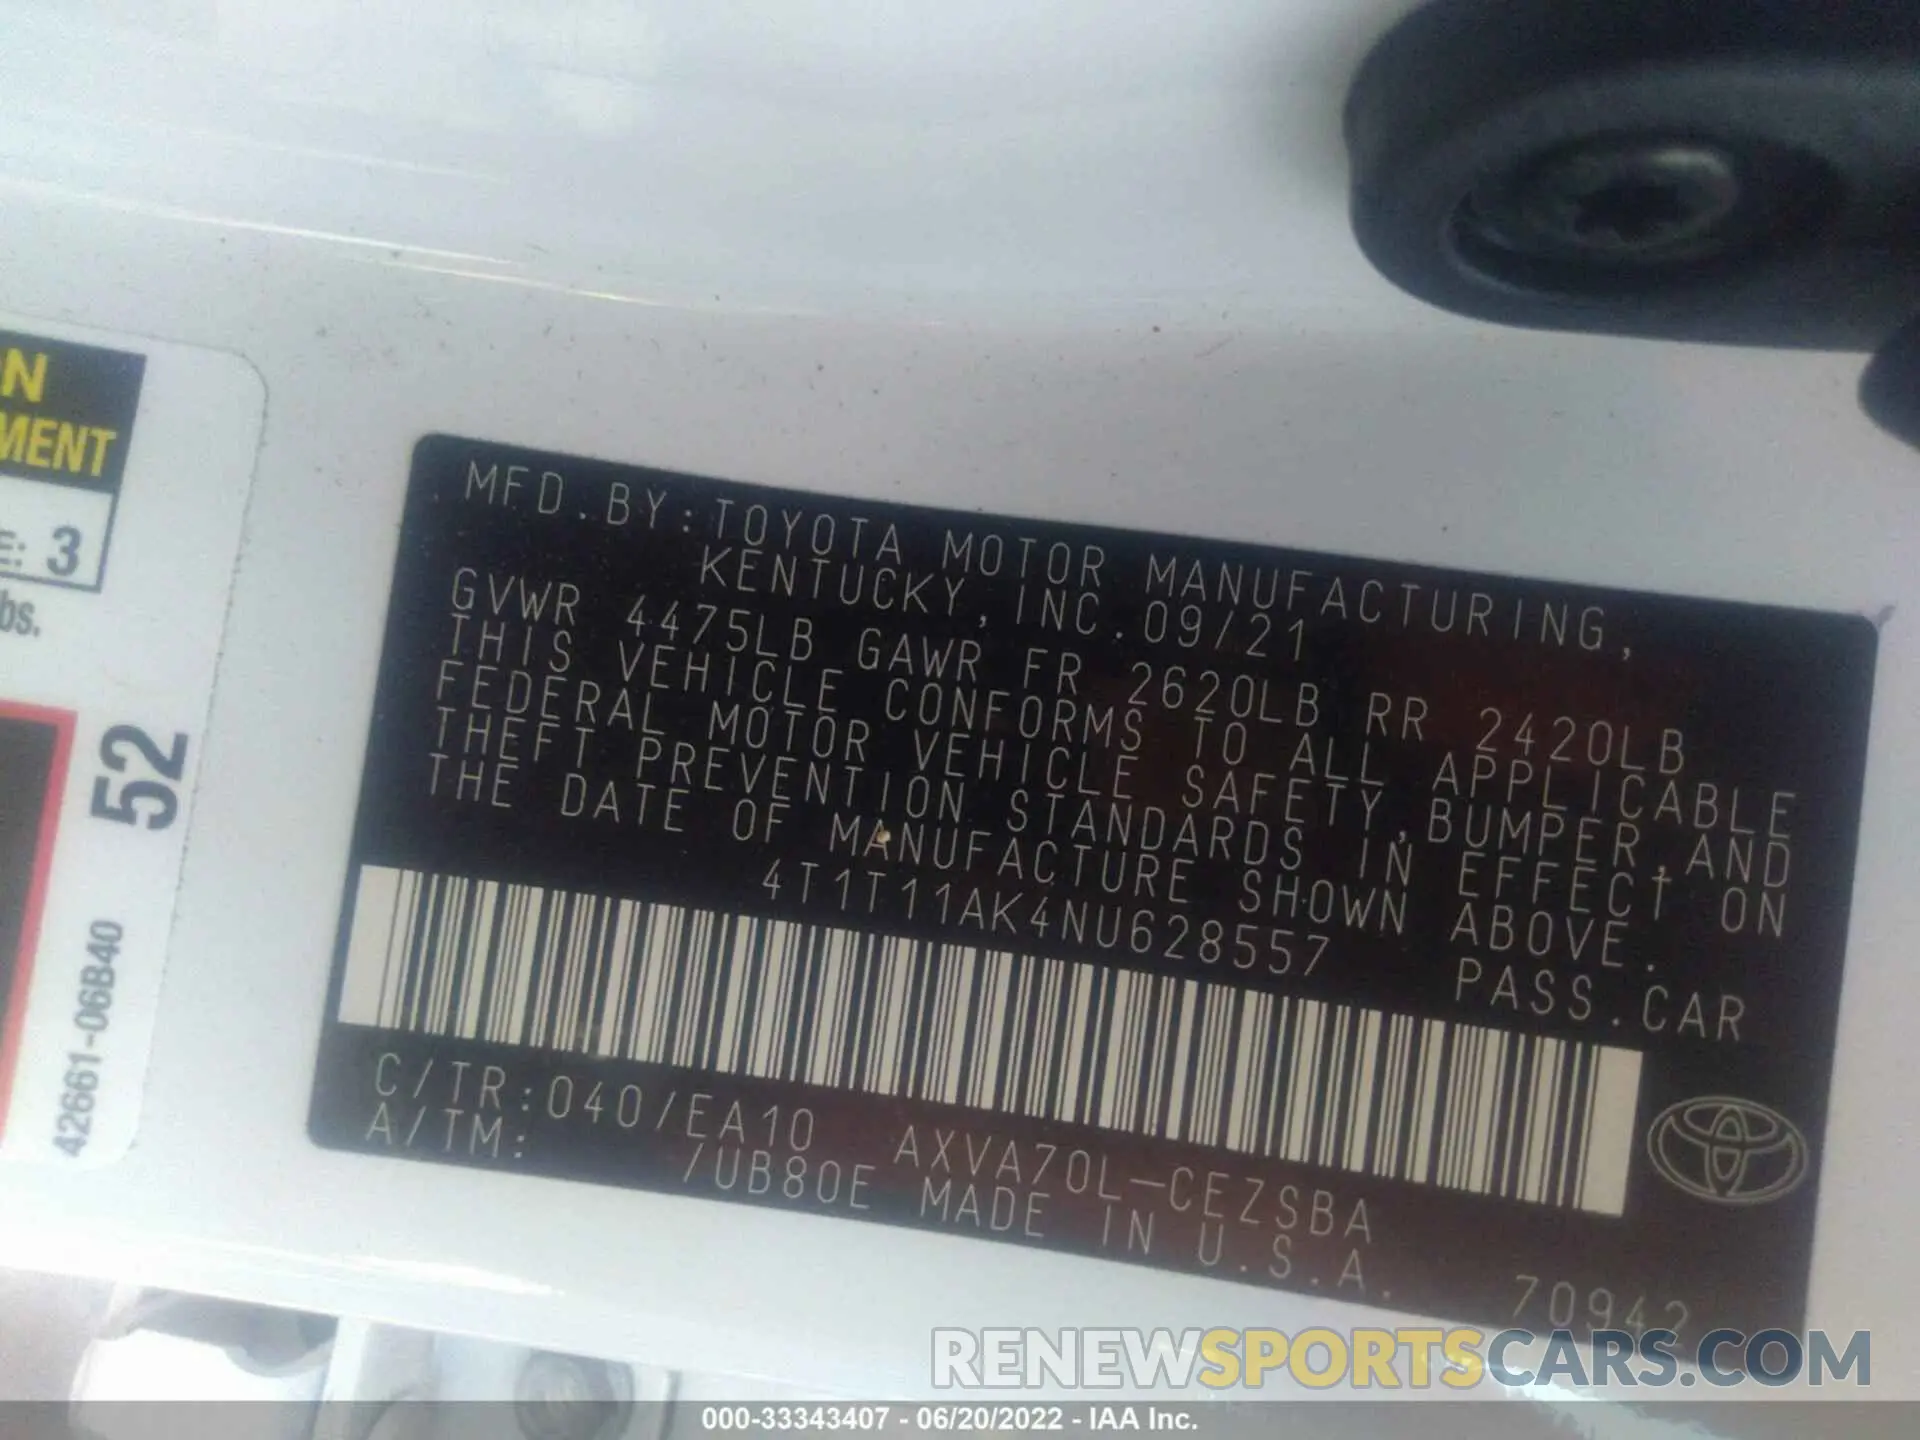 N
MENT
E: 3
lbs.
52
42661-06B40
MFD.BY:TOYOTA MOTOR MANUFACTURING,
KENTUCKY,INC.09/21
GVWR 4475LB GAWR FR 2620LB RR 2420LB
THIS VEHICLE CONFORMS TO ALL APPLICABLE
FEDERAL MOTOR VEHICLE SAFETY,BUMPER,AND
THEFT PREVENTION STANDARDS IN EFFECT ON
THE DATE OF MANUFACTURE SHOWN ABOVE.
4T1T11AK4NU628557 PASS.CAR
C/TR:040/EA10 AXVA70L-CEZSBA
A/TM: /UB80E MADE IN U.S.A. 70942
RENEWSPORTSCARS.COM
000-33343407 - 06/20/2022 - IAA Inc.